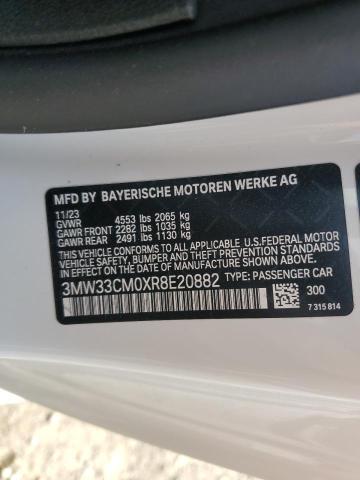 MFD BY BAYERISCHE MOTOREN WERKE AG
11/23
GVWR 4553 lbs 2065 kg
GAWR FRONT 2282 lbs 1035 kg
GAWR REAR 2491 lbs 1130 kg
THIS VEHICLE CONFORMS TO ALL APPLICABLE U.S. FEDERAL MOTOR
VEHICLE SAFETY, BUMPER, AND THEFT PREVENTION STANDARDS
IN EFFECT ON THE DATE OF MANUFACTURE SHOWN ABOVE.
3MW33CM0XR8E20882 TYPE: PASSENGER CAR
300
7 315 814